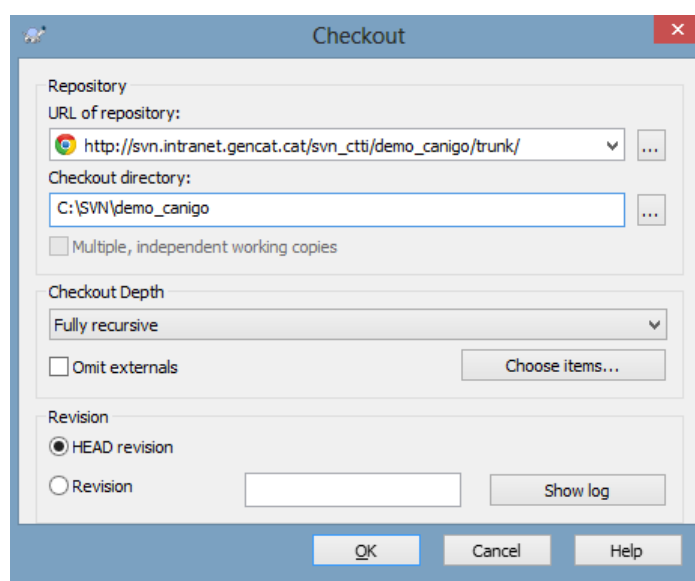 Checkout
Repository
URL of repository:
http://svn.intranet.gencat.cat/svn_ctti/demo_canigo/trunk/
...
Checkout directory:
C:\SVN\demo_canigo
...
Multiple, independent working copies
Checkout Depth
Fully recursive
Omit externals
Choose items...
Revision
HEAD revision
Revision
Show log
OK
Cancel
Help